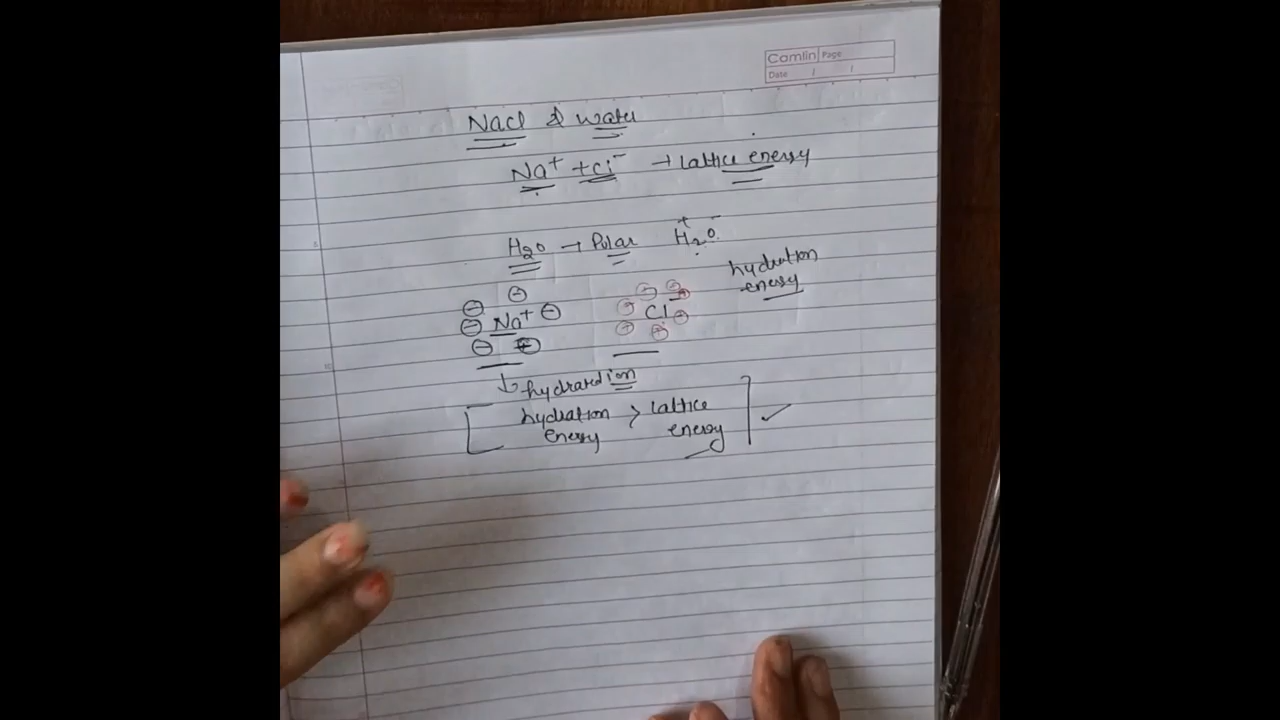 Camlin Page
Date / /
NaCl & water
Na⁺ + Cl⁻ → Lattice energy
H₂O → Polar H₂O + -
hydration
energy
Na⁺ Cl
↳ hydration
hydration > lattice
energy energy ✓